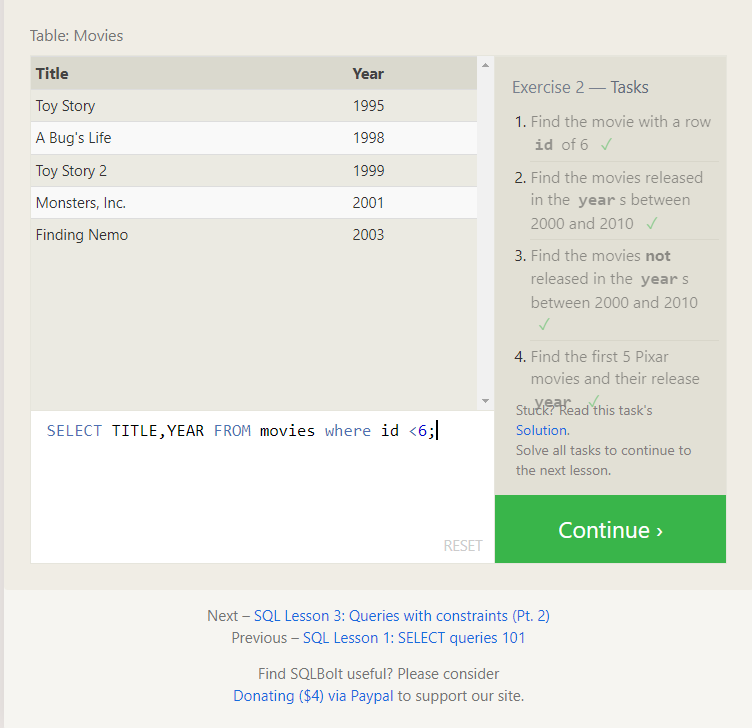 Table: Movies
Title Year
Toy Story 1995
A Bug's Life 1998
Toy Story 2 1999
Monsters, Inc. 2001
Finding Nemo 2003
SELECT TITLE,YEAR FROM movies where id <6;
RESET
Exercise 2 — Tasks
1. Find the movie with a row
id of 6 ✓
2. Find the movies released
in the year s between
2000 and 2010 ✓
3. Find the movies not
released in the year s
between 2000 and 2010
✓
4. Find the first 5 Pixar
movies and their release
year ✓
Stuck? Read this task's
Solution.
Solve all tasks to continue to
the next lesson.
Continue ›
Next – SQL Lesson 3: Queries with constraints (Pt. 2)
Previous – SQL Lesson 1: SELECT queries 101
Find SQLBolt useful? Please consider
Donating ($4) via Paypal to support our site.